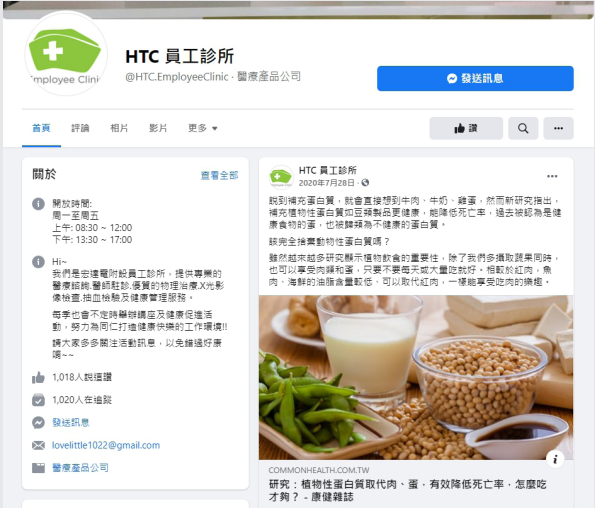 Employee Clinic
HTC 員工診所
@HTC.EmployeeClinic · 醫療產品公司
發送訊息
首頁
評論
相片
影片
更多
讚
關於
查看全部
開放時間:
周一至周五
上午: 08:30 ~ 12:00
下午: 13:30 ~ 17:00
Hi~
我們是宏達電附設員工診所，提供專業的
醫療諮詢.醫師駐診.優質的物理治療.X光影
像檢查.抽血檢驗及健康管理服務。
每季也會不定時舉辦講座及健康促進活
動，努力為同仁打造健康快樂的工作環境!!
請大家多多關注活動訊息，以免錯過好康
唷~~
1,018人說這讚
1,020人在追蹤
發送訊息
lovelittle1022@gmail.com
醫療產品公司
HTC 員工診所
2020年7月28日 ·
說到補充蛋白質，就會直接想到牛肉、牛奶、雞蛋，然而新研究指出，
補充植物性蛋白質如豆類製品更健康，能降低死亡率，過去被認為是健
康食物的蛋，也被歸類為不健康的蛋白質。
該完全捨棄動物性蛋白質嗎？
雖然越來越多研究顯示植物飲食的重要性，除了我們多攝取蔬果同時，
也可以享受肉類和蛋，只要不要每天或大量吃就好。相較於紅肉，魚
肉、海鮮的油脂含量較低、可以取代紅肉，一樣能享受吃肉的樂趣。
COMMONHEALTH.COM.TW
研究：植物性蛋白質取代肉、蛋，有效降低死亡率，怎麼吃
才夠？ - 康健雜誌